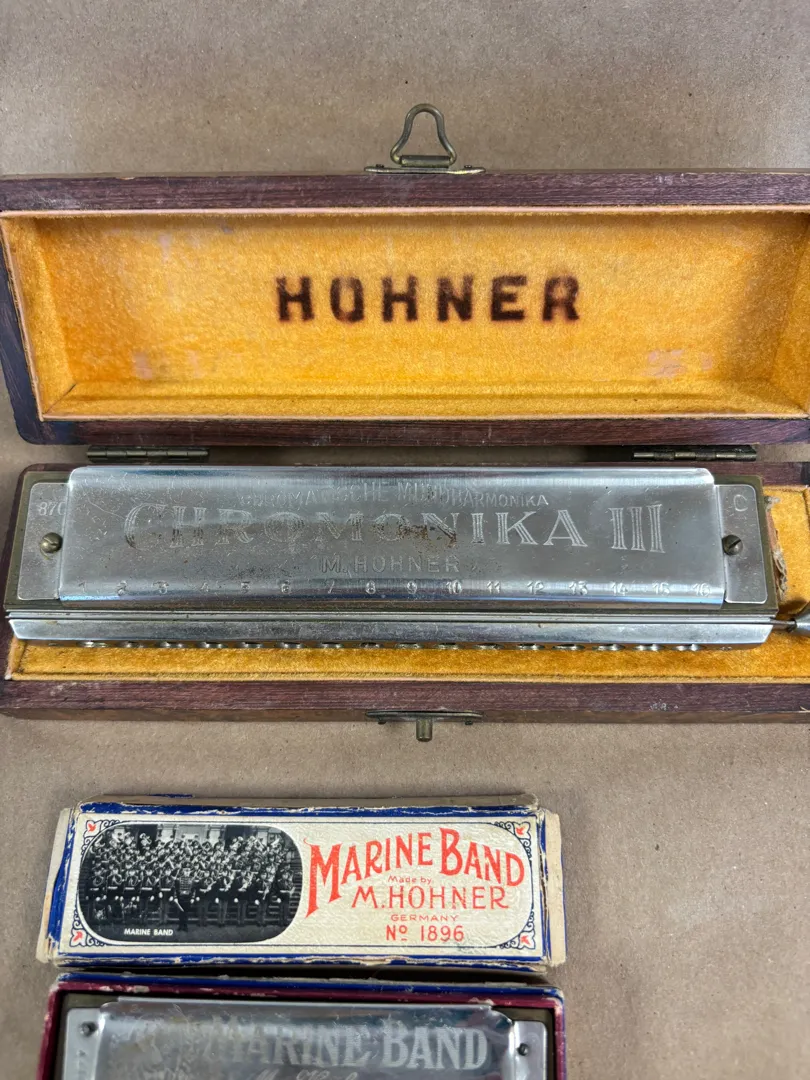 HOHNER
CHROMATISCHE MUNDHARMONIKA
870
CHROMONIKA III
C
M. HOHNER
1 2 3 4 5 6 7 8 9 10 11 12 13 14 15 16
MARINE BAND
Made by
M. HOHNER
GERMANY
Nº 1896
MARINE BAND
MARINE BAND